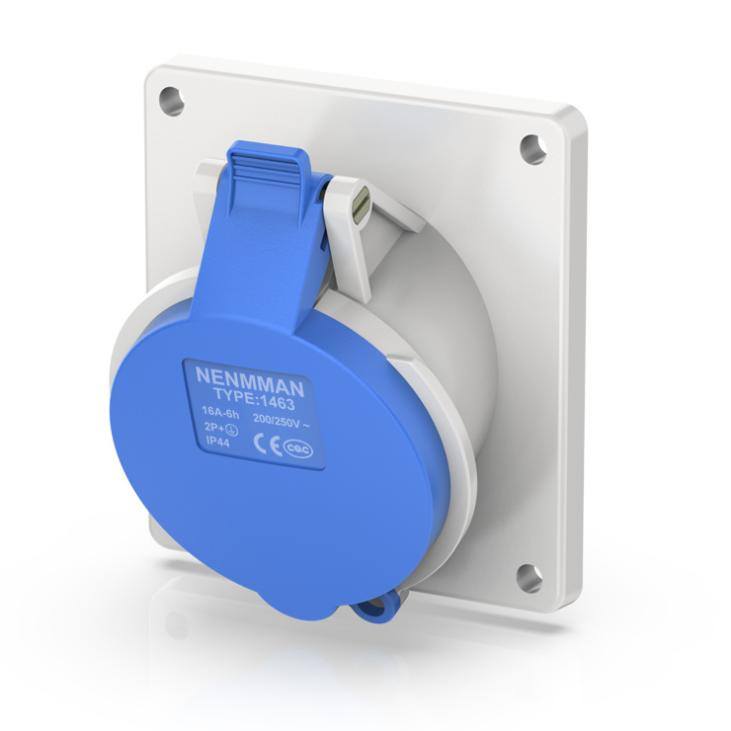 NENMMAN
TYPE:1463
16A-6h 200/250V~
2P+⏚
IP44 CE CQC